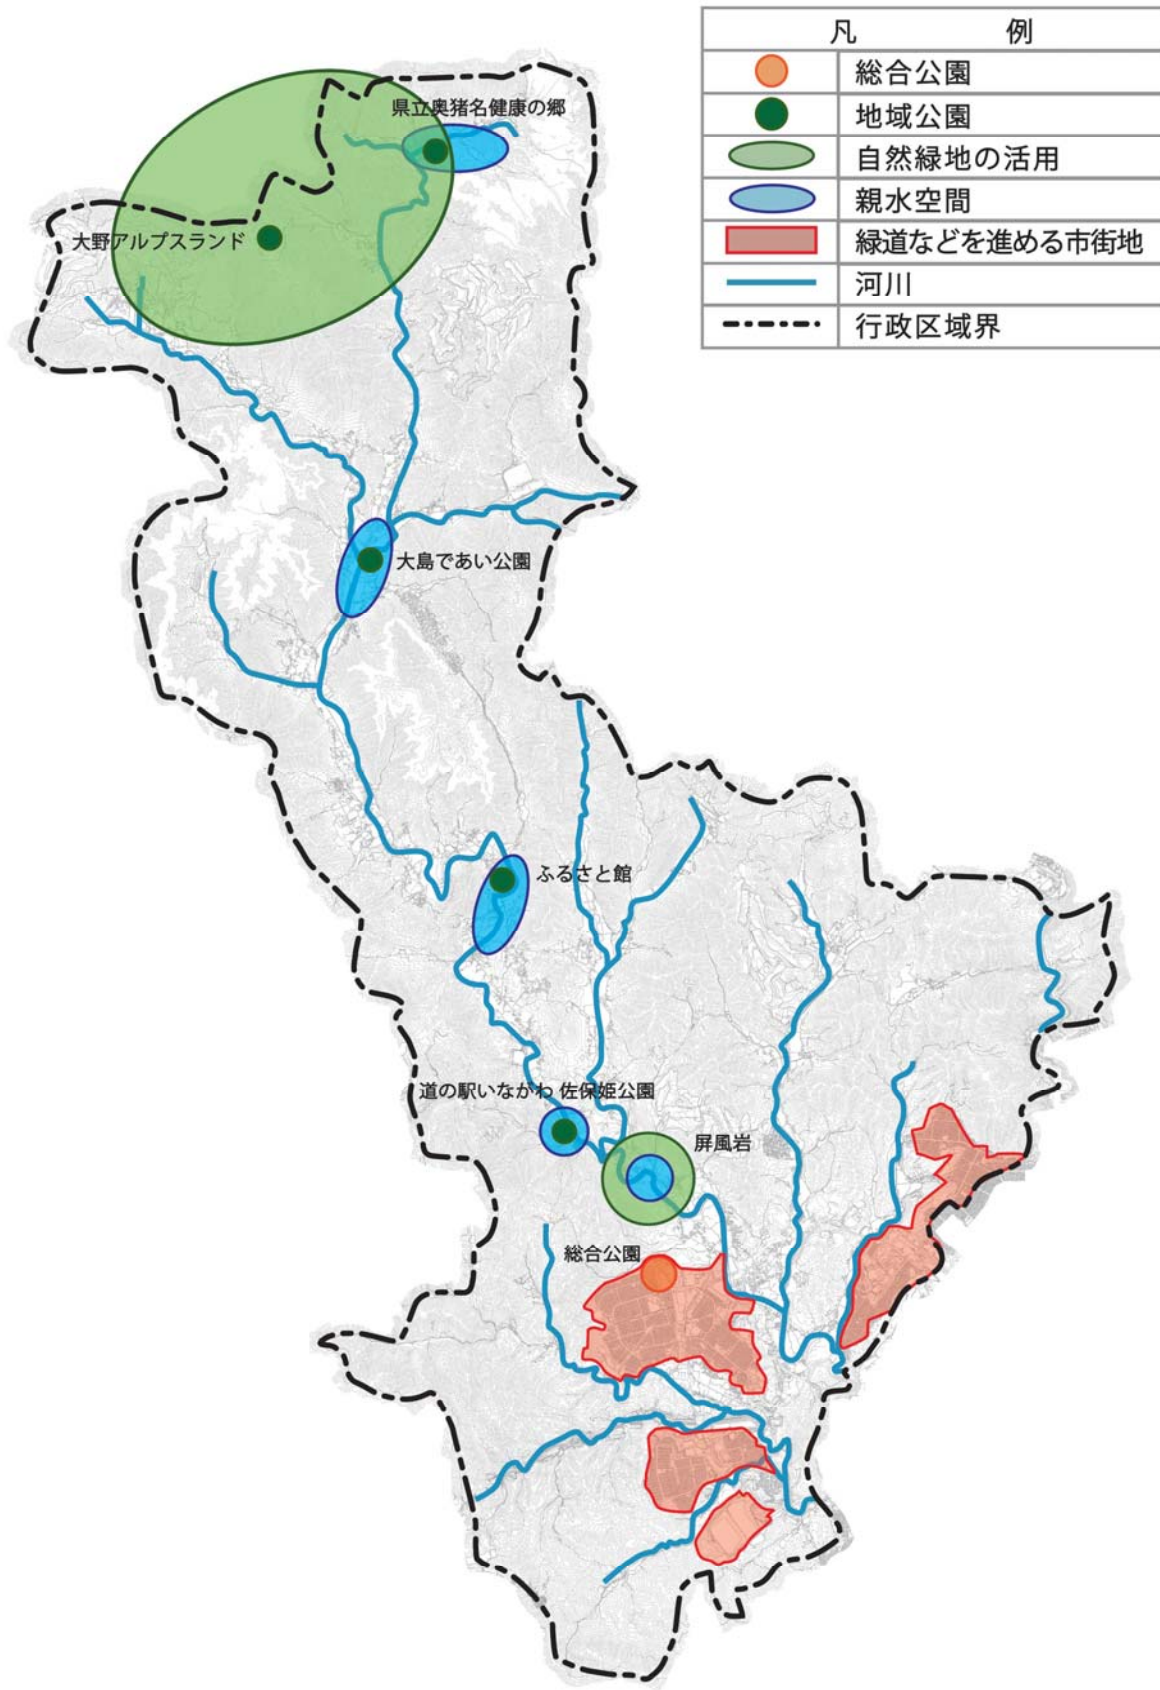 凡例
総合公園
地域公園
自然緑地の活用
親水空間
緑道などを進める市街地
河川
行政区域界
県立奥猪名健康の郷
大野アルプスランド
大島であい公園
ふるさと館
道の駅いながわ 佐保姫公園
屏風岩
総合公園